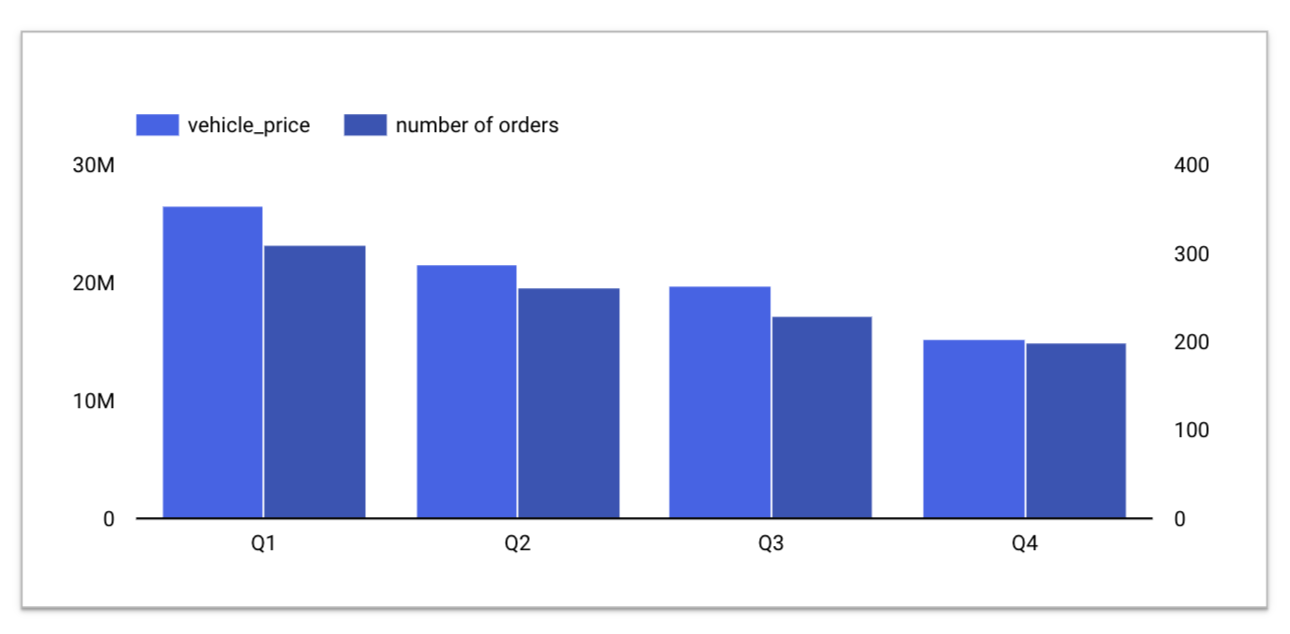 vehicle_price number of orders
30M 400
300
20M
200
10M
100
0 0
Q1 Q2 Q3 Q4